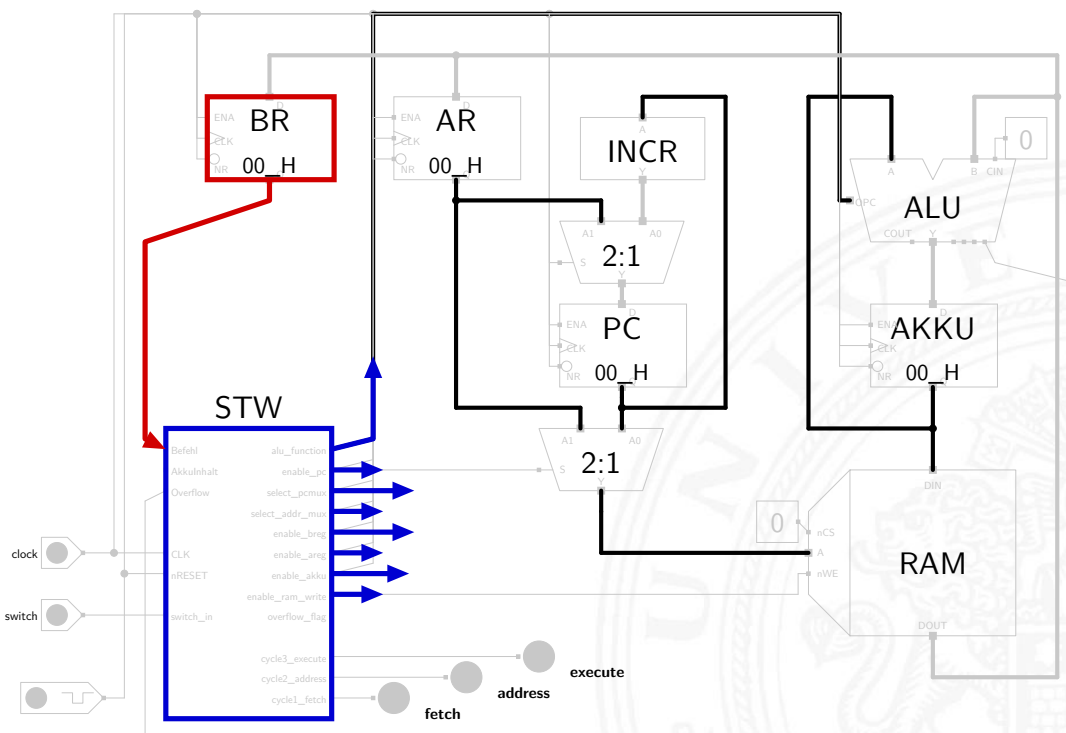 BR
D
ENA
CLK
NR
00_H
AR
D
ENA
CLK
NR
00_H
A
INCR
Y
A1
A0
2:1
S
Y
D
PC
ENA
CLK
NR
00_H
A1
A0
2:1
S
Y
0
A
B
CIN
OPC
ALU
COUT
Y
D
AKKU
ENA
CLK
NR
00_H
0
DIN
nCS
A
nWE
RAM
DOUT
STW
Befehl
AkkuInhalt
Overflow
CLK
nRESET
switch_in
alu_function
enable_pc
select_pcmux
select_addr_mux
enable_breg
enable_areg
enable_akku
enable_ram_write
overflow_flag
cycle3_execute
cycle2_address
cycle1_fetch
clock
switch
execute
address
fetch
UNIVE